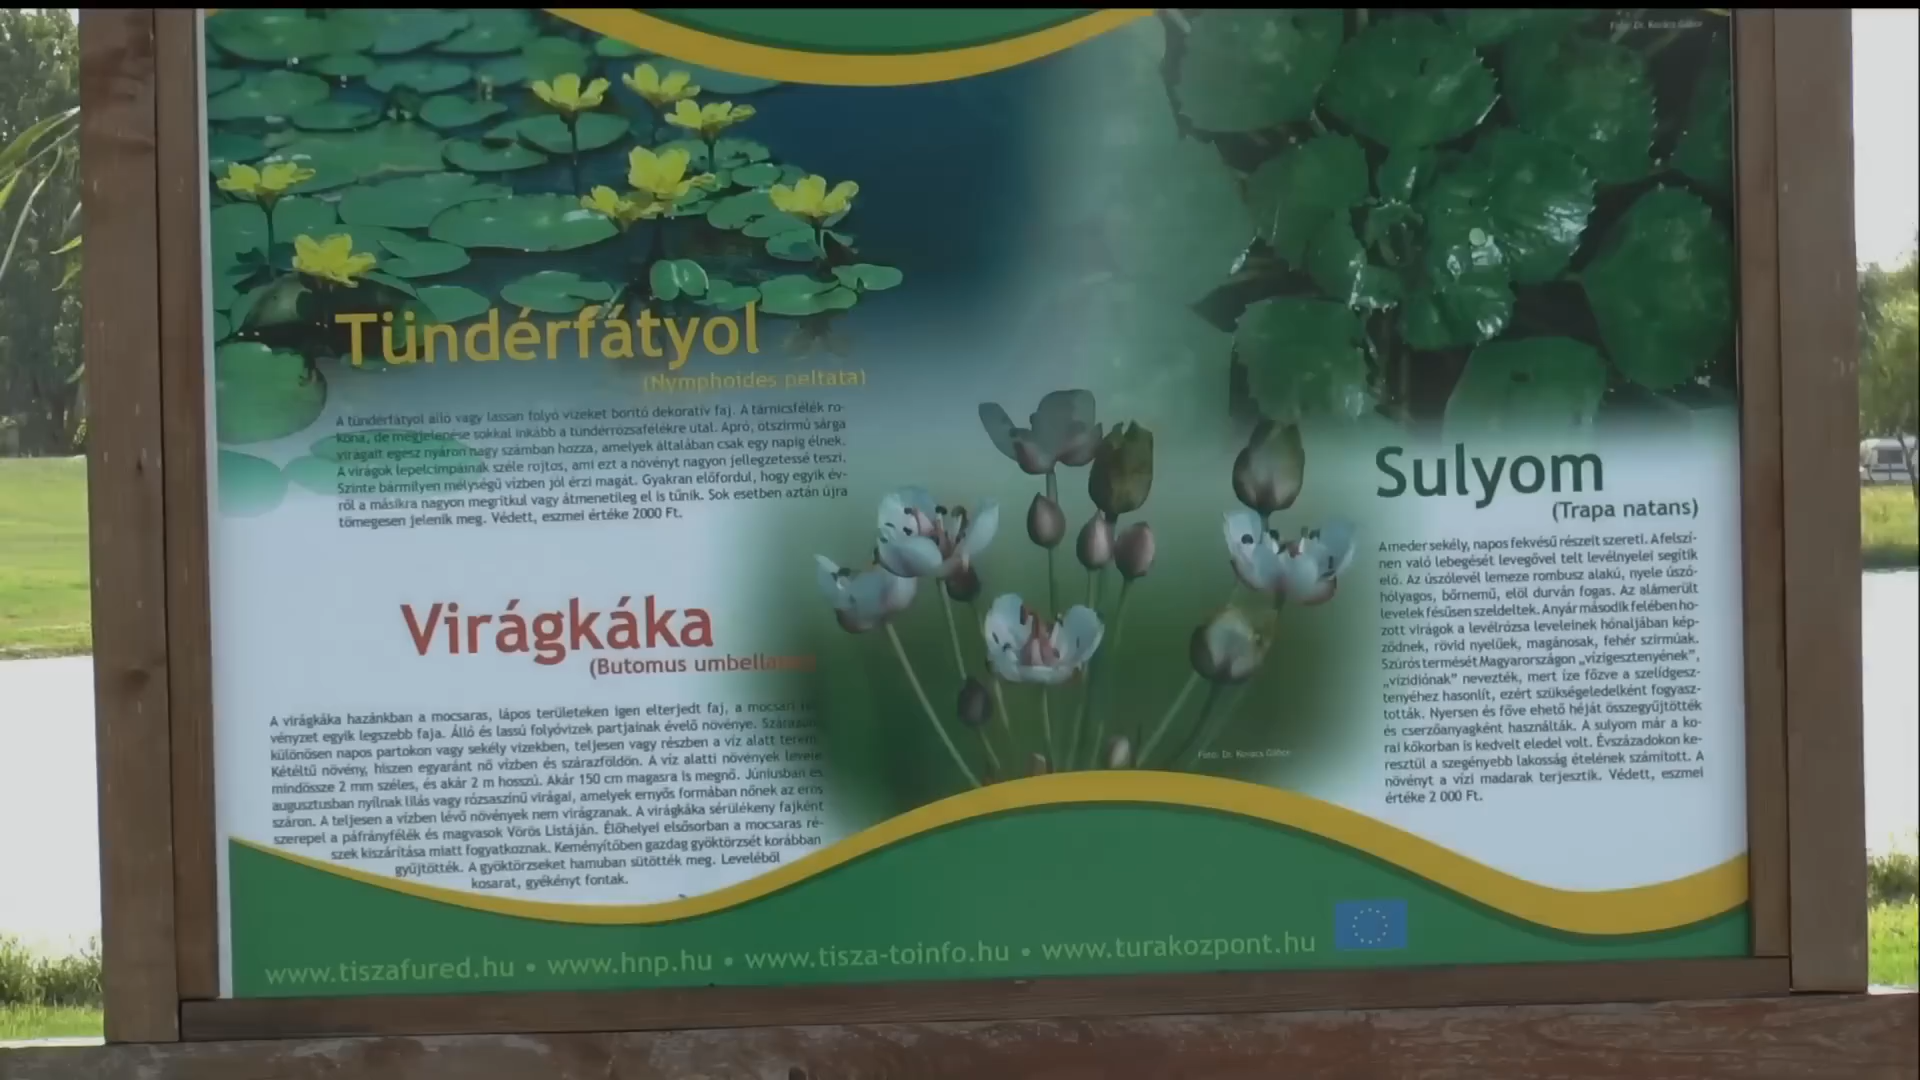 Foto: Dr. Kovács Gábor
Tündérfátyol
(Nymphoides peltata)
A tündérfátyol álló vagy lassan folyó vizeket borító dekoratív faj. A tárnicsfélék ro-
kona, de megjelenése sokkal inkább a tündérrózsafélékre utal. Apró, ötszirmú sárga
virágait egész nyáron nagy számban hozza, amelyek általában csak egy napig élnek.
A virágok lepelcimpáinak széle rojtos, ami ezt a növényt nagyon jellegzetessé teszi.
Szinte bármilyen mélységű vízben jól érzi magát. Gyakran előfordul, hogy egyik év-
ről a másikra nagyon megritkul vagy átmenetileg el is tűnik. Sok esetben aztán újra
tömegesen jelenik meg. Védett, eszmei értéke 2000 Ft.
Virágkáka
(Butomus
A virágkáka hazánkban a mocsaras, lápos területeken igen elterjedt faj, a mocsári
vényzet egyik legszebb faja. Álló és lassú folyóvizek partjainak évelő növénye.
különösen napos partokon vagy sekély vizekben, teljesen vagy részben a víz alatt terem.
Kétéltű növény, hiszen egyaránt nő vízben és szárazföldön. A víz alatti növények levele
mindössze 2 mm széles, és akár 2 m hosszú. Akár 150 cm magasra is megnő. Júniusban és
augusztusban nyílnak lilás vagy rózsaszínű virágai, amelyek ernyős formában nőnek az erős
száron. A teljesen a vízben lévő növények nem virágzanak. A virágkáka sérülékeny fajként
szerepel a páfrányfélék és magvasok Vörös Listáján. Élőhelyei elsősorban a mocsaras ré-
szek kiszárítása miatt fogyatkoznak. Keményítőben gazdag gyöktörzsét korábban
gyűjtötték. A gyöktörzseket hamuban sütötték meg. Leveléből
kosarat, gyékényt fontak.
Foto: Dr. Kovács Gábor
Sulyom
(Trapa natans)
A meder sekély, napos fekvésű részeit szereti. A felszí-
nen való lebegését levegővel telt levélnyelei segítik
elő. Az úszólevél lemeze rombusz alakú, nyele úszó-
hólyagos, bőrnemű, elöl durván fogas. Az alámerült
levelek fésűsen szeldeltek. A nyár második felében ho-
zott virágok a levélrózsa leveleinek hónaljában kép-
ződnek, rövid nyelűek, magánosak, fehér szirmúak.
Szúrós termését Magyarországon „vízigesztenyének”,
„vízidiónak” nevezték, mert íze főzve a szelídgesz-
tenyéhez hasonlít, ezért szükségeledelként fogyasz-
tották. Nyersen és főve ehető héját összegyűjtötték
és cserzőanyagként használták. A sulyom már a ko-
rai kőkorban is kedvelt eledel volt. Évszázadokon ke-
resztül a szegényebb lakosság ételének számított. A
növényt a vízi madarak terjesztik. Védett, eszmei
értéke 2 000 Ft.
www.tiszafured.hu • www.hnp.hu • www.tisza-toinfo.hu • www.turakozpont.hu